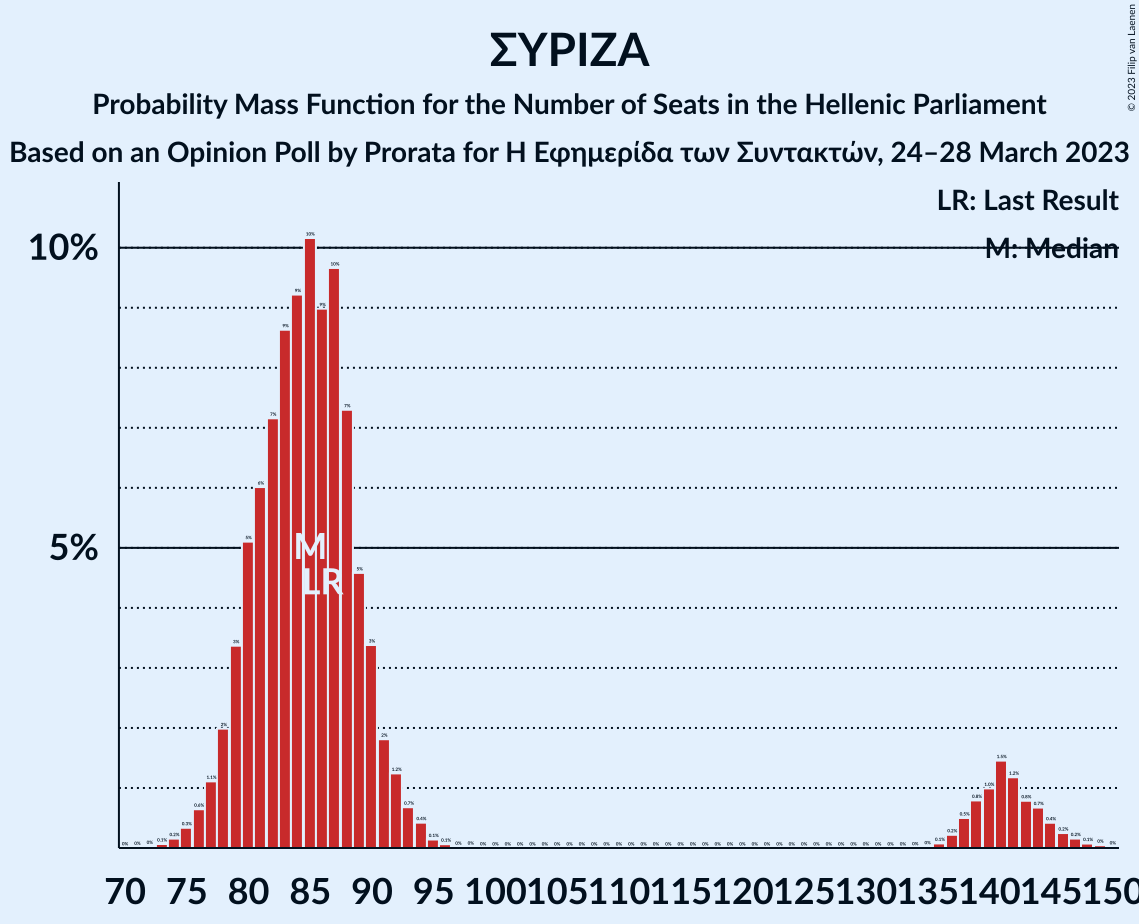 ΣΥΡΙΖΑ
Probability Mass Function for the Number of Seats in the Hellenic Parliament
Based on an Opinion Poll by Prorata for Η Εφημερίδα των Συντακτών, 24–28 March 2023
© 2023 Filip van Laenen
LR: Last Result
M: Median
10%
5%
M
LR
70 75 80 85 90 95 100 105 110 115 120 125 130 135 140 145 150